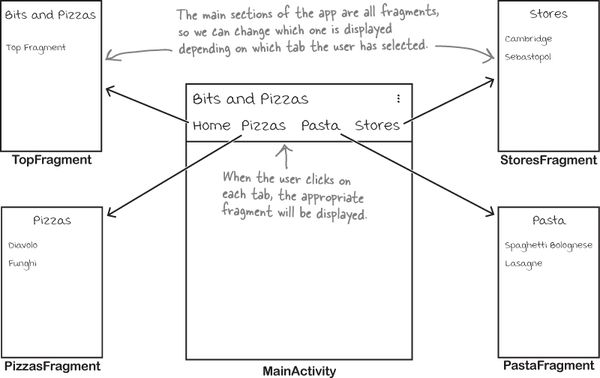 Bits and Pizzas
Top Fragment
TopFragment
The main sections of the app are all fragments,
so we can change which one is displayed
depending on which tab the user has selected.
Stores
Cambridge
Sebastopol
StoresFragment
Bits and Pizzas
Home Pizzas Pasta Stores
When the user clicks on
each tab, the appropriate
fragment will be displayed.
MainActivity
Pizzas
Diavolo
Funghi
PizzasFragment
Pasta
Spaghetti Bolognese
Lasagne
PastaFragment